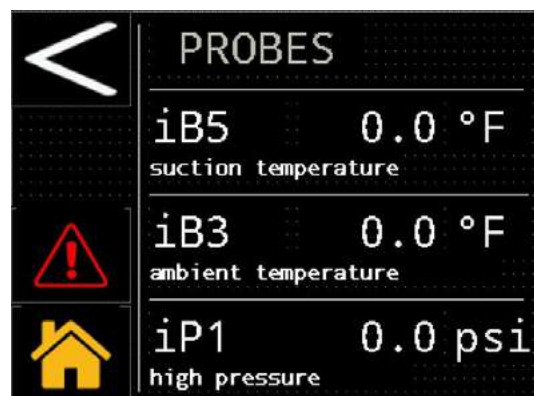 PROBES
iB5 0.0 °F
suction temperature
iB3 0.0 °F
ambient temperature
iP1 0.0 psi
high pressure